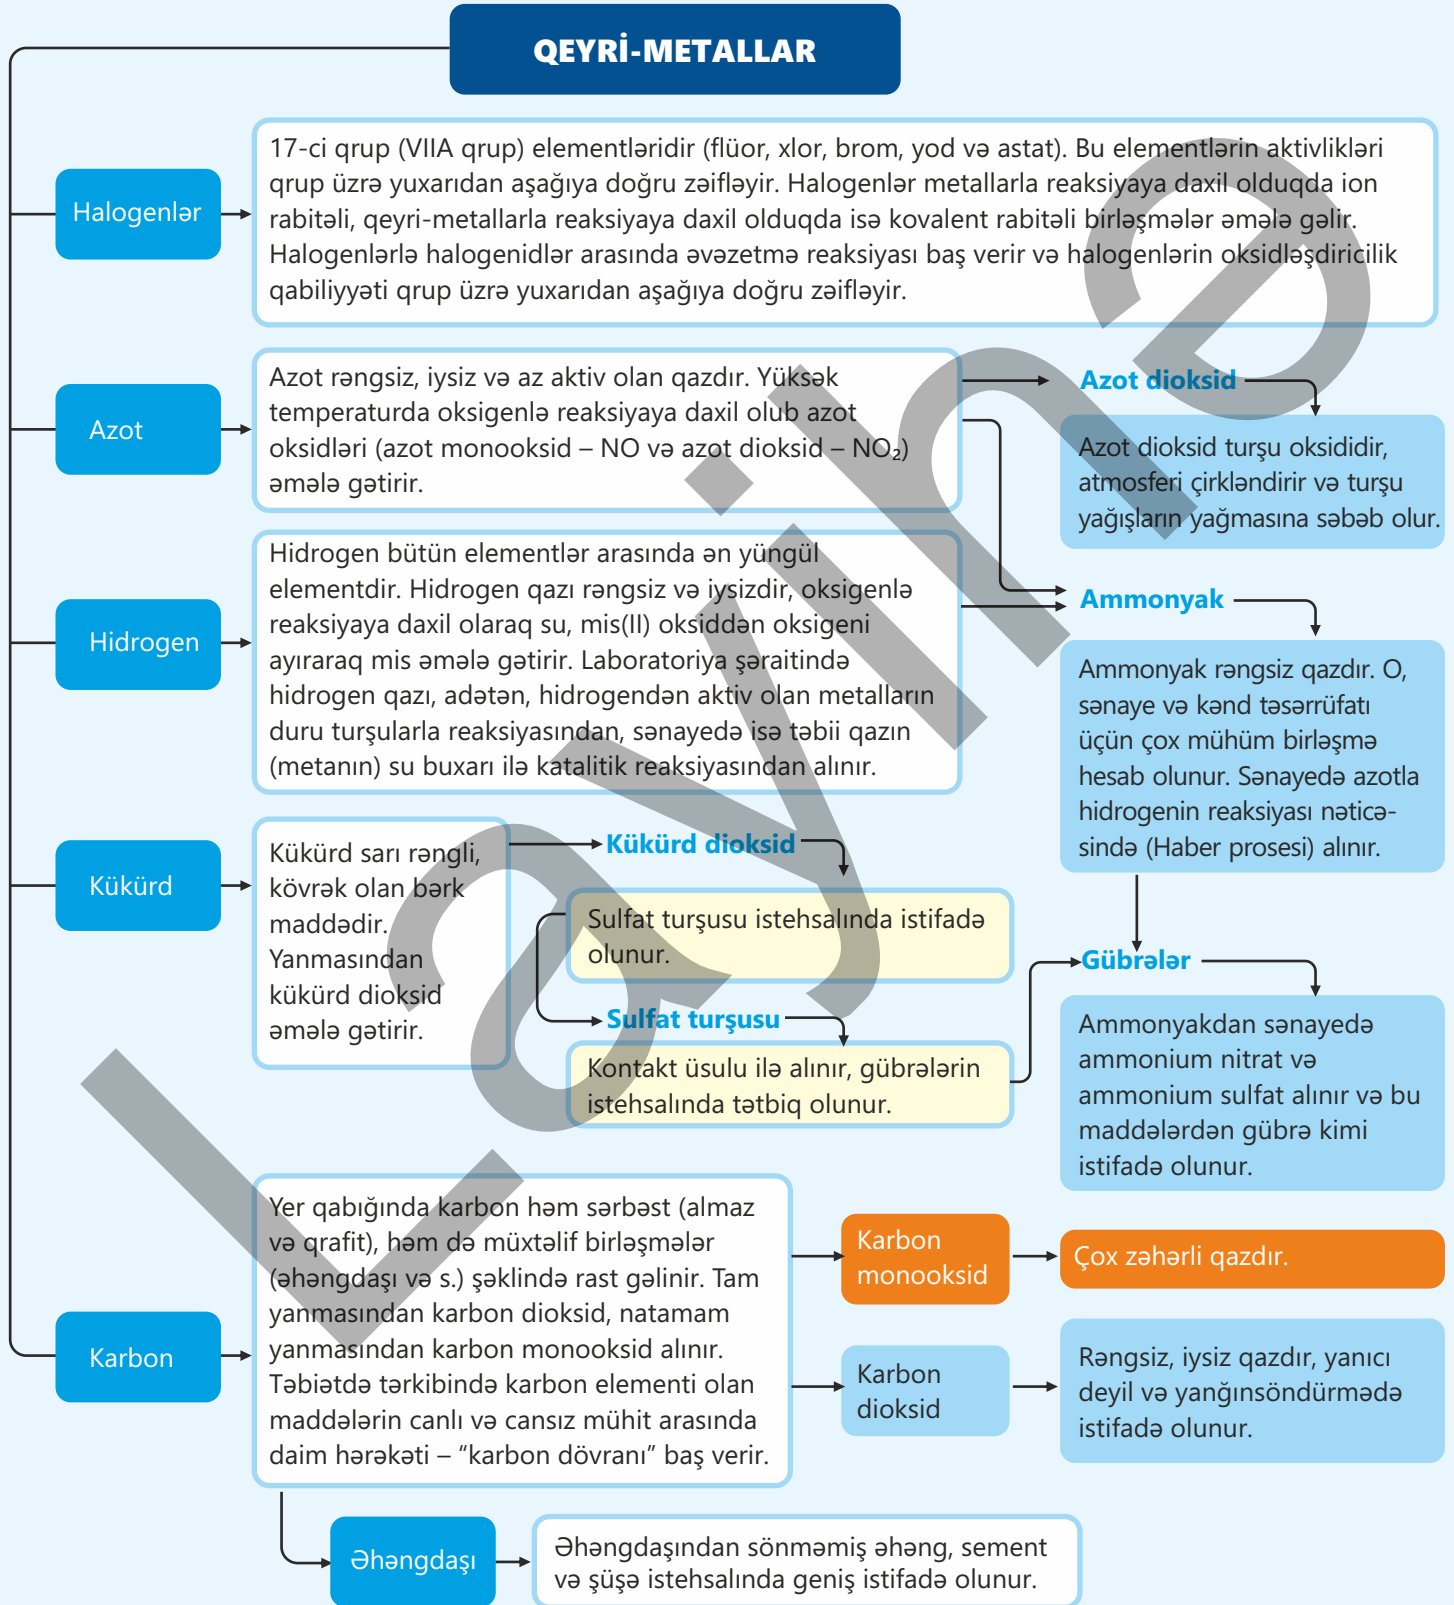 QEYRİ-METALLAR
Halogenlər
17-ci qrup (VIIA qrup) elementləridir (flüor, xlor, brom, yod və astat). Bu elementlərin aktivlikləri
qrup üzrə yuxarıdan aşağıya doğru zəifləyir. Halogenlər metallarla reaksiyaya daxil olduqda ion
rabitəli, qeyri-metallarla reaksiyaya daxil olduqda isə kovalent rabitəli birləşmələr əmələ gəlir.
Halogenlərlə halogenidlər arasında əvəzetmə reaksiyası baş verir və halogenlərin oksidləşdiricilik
qabiliyyəti qrup üzrə yuxarıdan aşağıya doğru zəifləyir.
Azot
Azot rəngsiz, iysiz və az aktiv olan qazdır. Yüksək
temperaturda oksigenlə reaksiyaya daxil olub azot
oksidləri (azot monooksid – NO və azot dioksid – NO₂)
əmələ gətirir.
Azot dioksid
Azot dioksid turşu oksididir,
atmosferi çirkləndirir və turşu
yağışların yağmasına səbəb olur.
Hidrogen
Hidrogen bütün elementlər arasında ən yüngül
elementdir. Hidrogen qazı rəngsiz və iysizdir, oksigenlə
reaksiyaya daxil olaraq su, mis(II) oksiddən oksigeni
ayıraraq mis əmələ gətirir. Laboratoriya şəraitində
hidrogen qazı, adətən, hidrogendən aktiv olan metalların
duru turşularla reaksiyasından, sənayedə isə təbii qazın
(metanın) su buxarı ilə katalitik reaksiyasından alınır.
Ammonyak
Ammonyak rəngsiz qazdır. O,
sənaye və kənd təsərrüfatı
üçün çox mühüm birləşmə
hesab olunur. Sənayedə azotla
hidrogenin reaksiyası nəticə-
sində (Haber prosesi) alınır.
Kükürd
Kükürd sarı rəngli,
kövrək olan bərk
maddədir.
Yanmasından
kükürd dioksid
əmələ gətirir.
Kükürd dioksid
Sulfat turşusu istehsalında istifadə
olunur.
Sulfat turşusu
Kontakt üsulu ilə alınır, gübrələrin
istehsalında tətbiq olunur.
Gübrələr
Ammonyakdan sənayedə
ammonium nitrat və
ammonium sulfat alınır və bu
maddələrdən gübrə kimi
istifadə olunur.
Karbon
Yer qabığında karbon həm sərbəst (almaz
və qrafit), həm də müxtəlif birləşmələr
(əhəngdaşı və s.) şəklində rast gəlinir. Tam
yanmasından karbon dioksid, natamam
yanmasından karbon monooksid alınır.
Təbiətdə tərkibində karbon elementi olan
maddələrin canlı və cansız mühit arasında
daim hərəkəti – “karbon dövranı” baş verir.
Karbon
monooksid
Çox zəhərli qazdır.
Karbon
dioksid
Rəngsiz, iysiz qazdır, yanıcı
deyil və yanğınsöndürmədə
istifadə olunur.
Əhəngdaşı
Əhəngdaşından sönməmiş əhəng, sement
və şüşə istehsalında geniş istifadə olunur.
Layihə